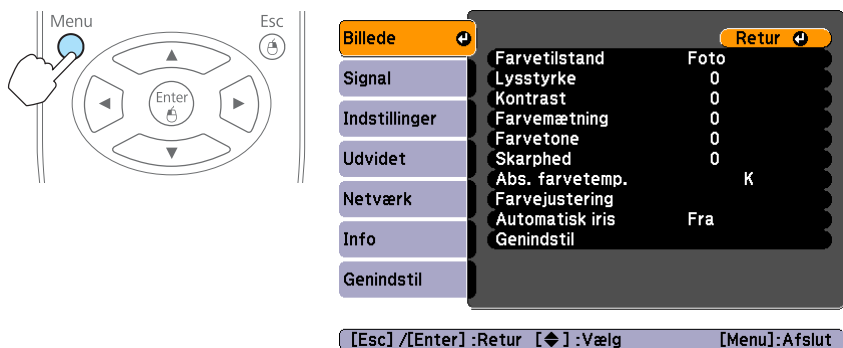 Menu
Esc
Enter
Billede
Signal
Indstillinger
Udvidet
Netværk
Info
Genindstil
Retur
Farvetilstand Foto
Lysstyrke 0
Kontrast 0
Farvemætning 0
Farvetone 0
Skarphed 0
Abs. farvetemp. K
Farvejustering
Automatisk iris Fra
Genindstil
[Esc] /[Enter] :Retur [◆] :Vælg [Menu]:Afslut